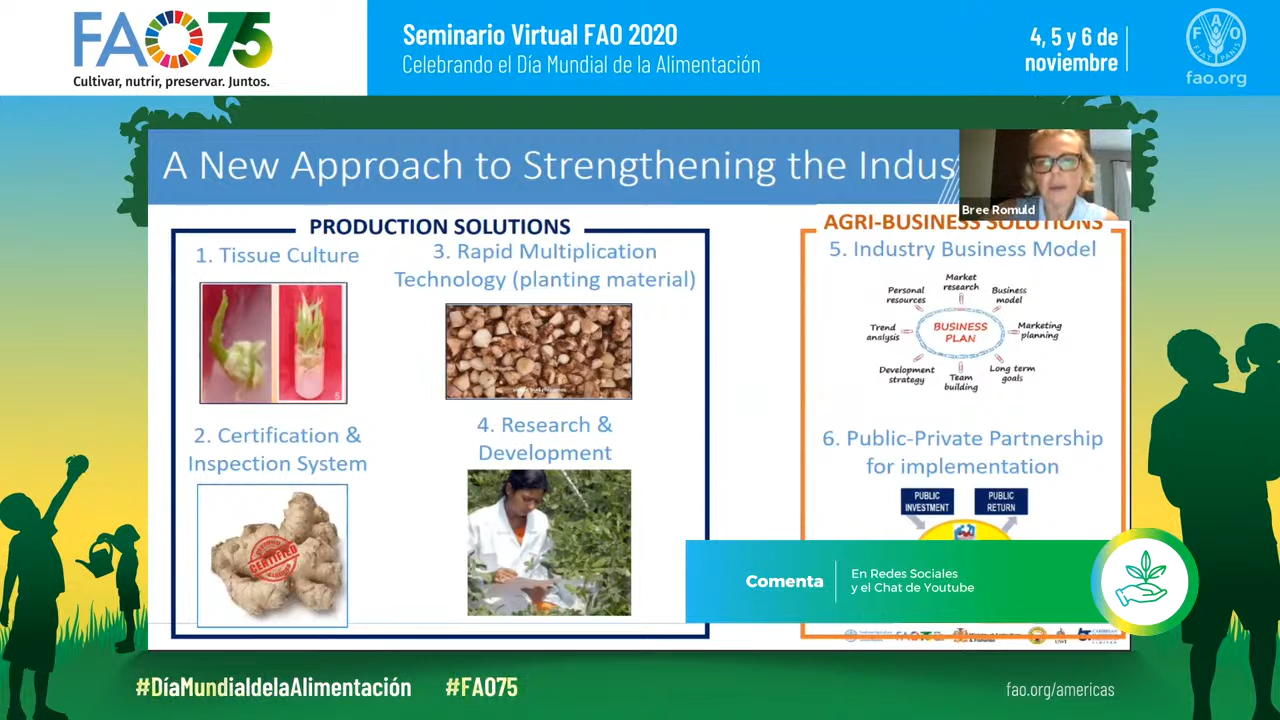 FAO75
Cultivar, nutrir, preservar. Juntos.
Seminario Virtual FAO 2020
Celebrando el Día Mundial de la Alimentación
4, 5 y 6 de
noviembre
FAO
FIAT PANIS
fao.org
A New Approach to Strengthening the Indus
Bree Romuld
PRODUCTION SOLUTIONS
1. Tissue Culture
3. Rapid Multiplication
Technology (planting material)
2. Certification &
Inspection System
CERTIFIED
4. Research &
Development
AGRI-BUSINESS SOLUTIONS
5. Industry Business Model
Market
research
Personal
resources
Business
model
Trend
analysis
BUSINESS
PLAN
Marketing
planning
Development
strategy
Team
building
Long term
goals
6. Public-Private Partnership
for implementation
PUBLIC
INVESTMENT
PUBLIC
RETURN
Comenta
En Redes Sociales
y el Chat de Youtube
#DíaMundialdelaAlimentación
#FAO75
fao.org/americas